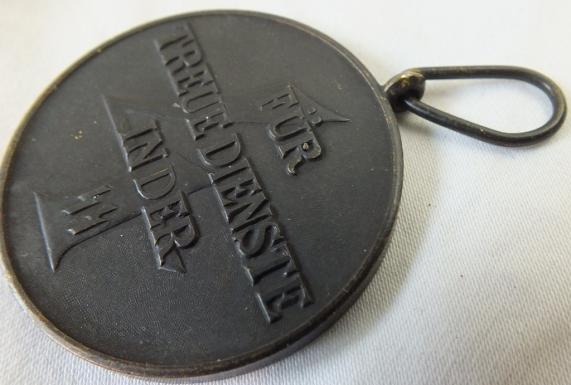 FÜR
TREUE DIENSTE
IN DER
SS